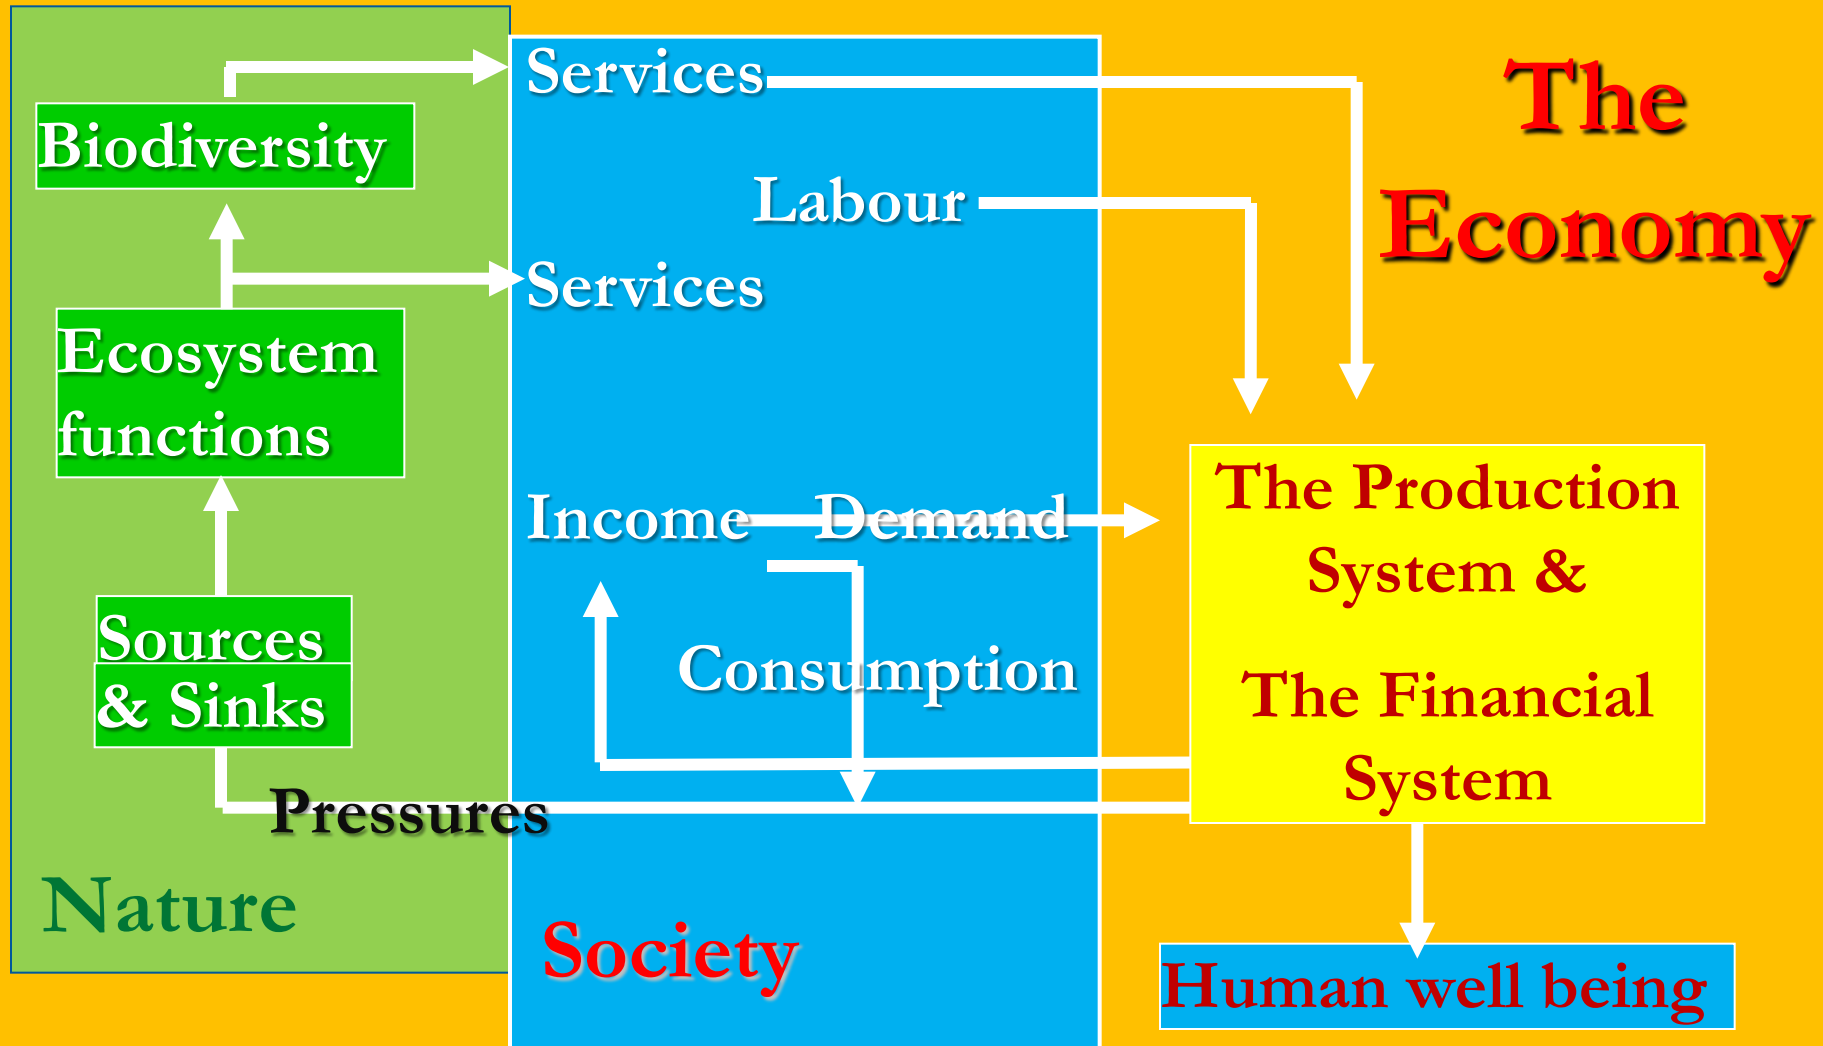 Services
The
Economy
Biodiversity
Labour
Services
Ecosystem
functions
Income
Demand
The Production
System &
Sources
& Sinks
Consumption
The Financial
System
Pressures
Nature
Society
Human well being